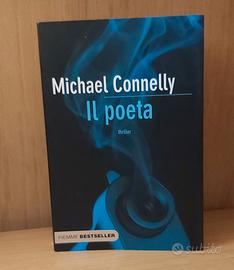 Michael Connelly
Il poeta
thriller
PIEMME BESTSELLER
subito